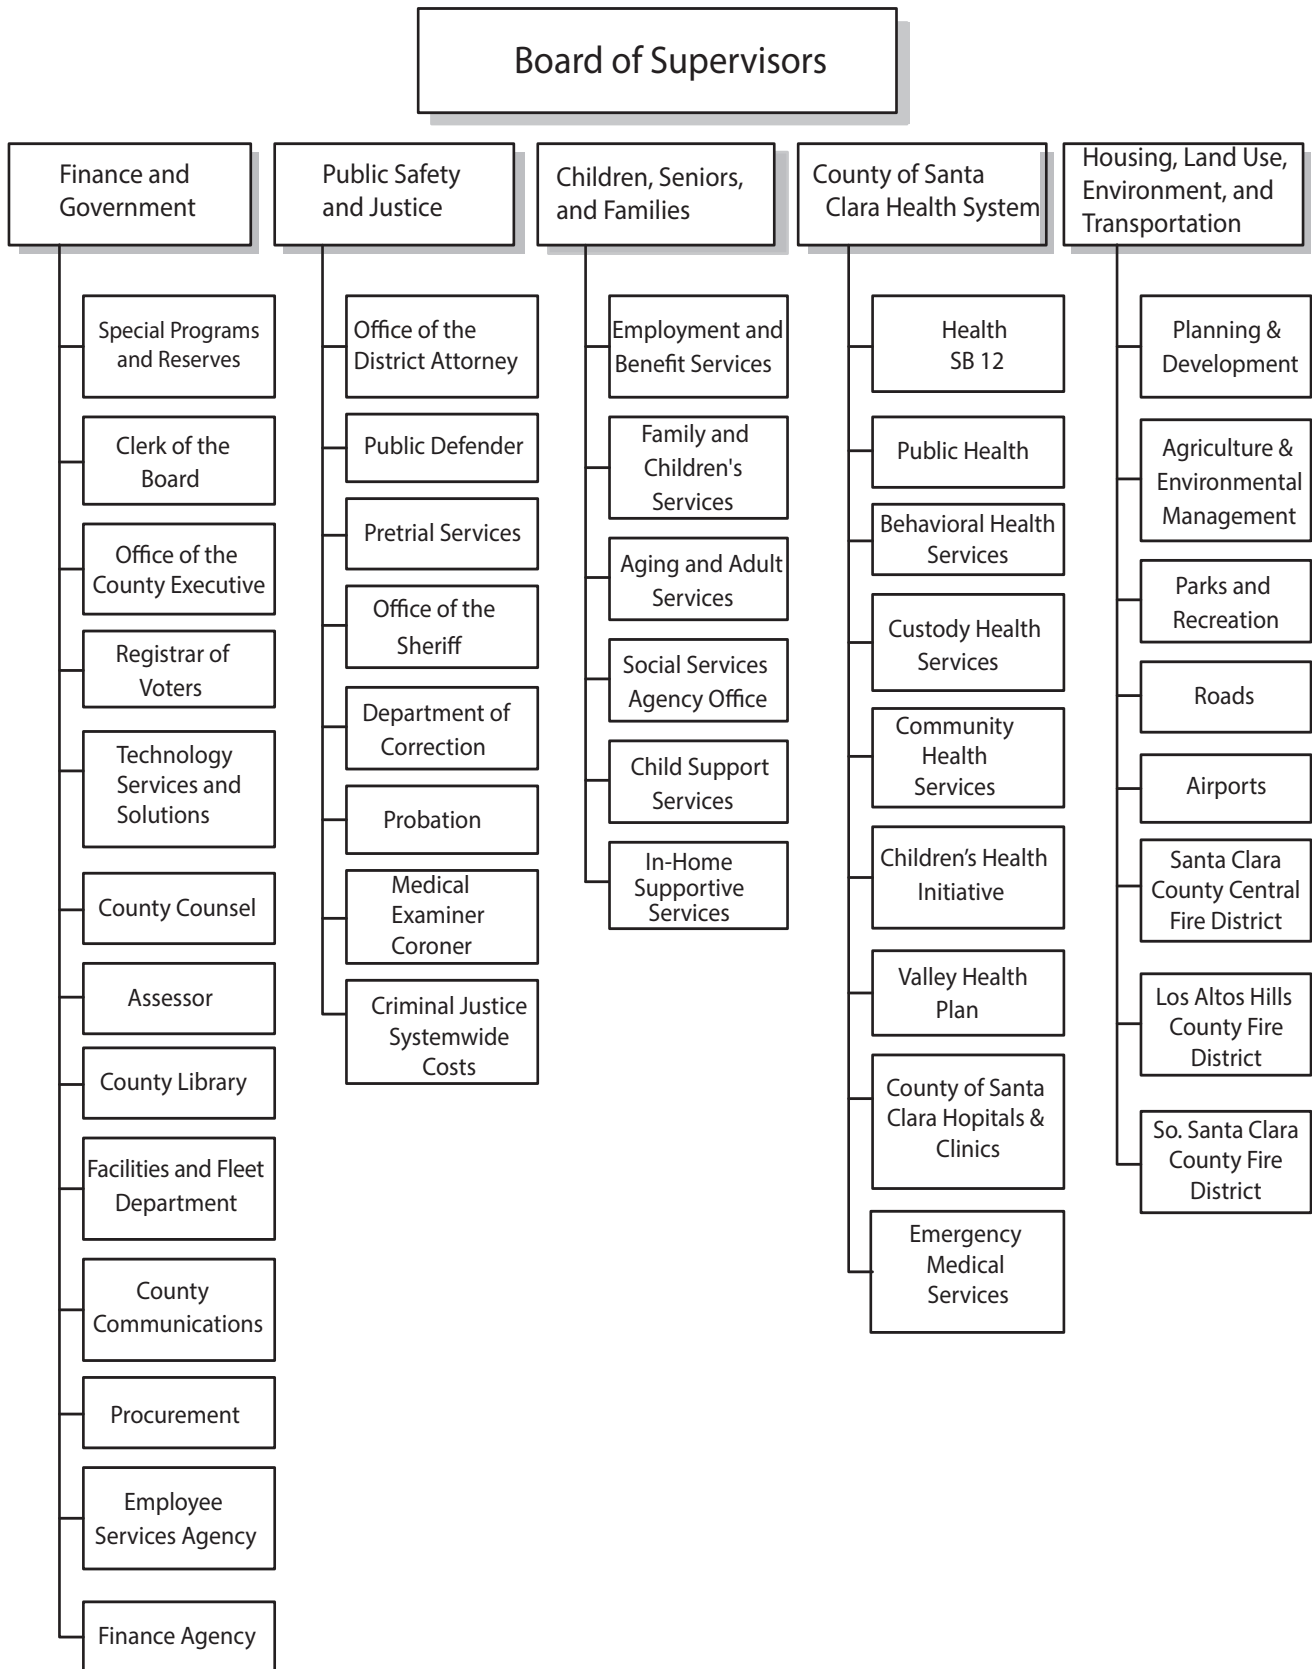 Board of Supervisors
Finance and
Government
Special Programs
and Reserves
Clerk of the
Board
Office of the
County Executive
Registrar of
Voters
Technology
Services and
Solutions
County Counsel
Assessor
County Library
Facilities and Fleet
Department
County
Communications
Procurement
Employee
Services Agency
Finance Agency
Public Safety
and Justice
Office of the
District Attorney
Public Defender
Pretrial Services
Office of the
Sheriff
Department of
Correction
Probation
Medical
Examiner
Coroner
Criminal Justice
Systemwide
Costs
Children, Seniors,
and Families
Employment and
Benefit Services
Family and
Children's
Services
Aging and Adult
Services
Social Services
Agency Office
Child Support
Services
In-Home
Supportive
Services
County of Santa
Clara Health System
Health
SB 12
Public Health
Behavioral Health
Services
Custody Health
Services
Community
Health
Services
Children’s Health
Initiative
Valley Health
Plan
County of Santa
Clara Hopitals &
Clinics
Emergency
Medical
Services
Housing, Land Use,
Environment, and
Transportation
Planning &
Development
Agriculture &
Environmental
Management
Parks and
Recreation
Roads
Airports
Santa Clara
County Central
Fire District
Los Altos Hills
County Fire
District
So. Santa Clara
County Fire
District